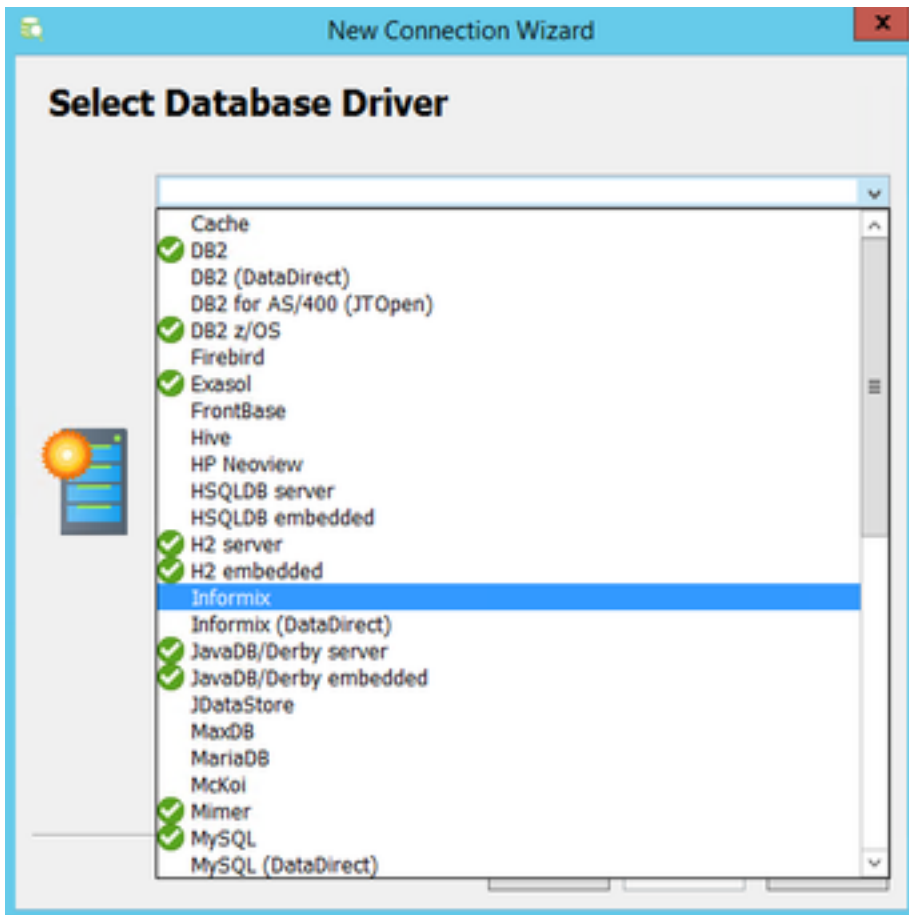 New Connection Wizard
Select Database Driver
Cache
DB2
DB2 (DataDirect)
DB2 for AS/400 (JTOpen)
DB2 z/OS
Firebird
Exasol
FrontBase
Hive
HP Neoview
HSQLDB server
HSQLDB embedded
H2 server
H2 embedded
Informix
Informix (DataDirect)
JavaDB/Derby server
JavaDB/Derby embedded
JDataStore
MaxDB
MariaDB
McKoi
Mimer
MySQL
MySQL (DataDirect)